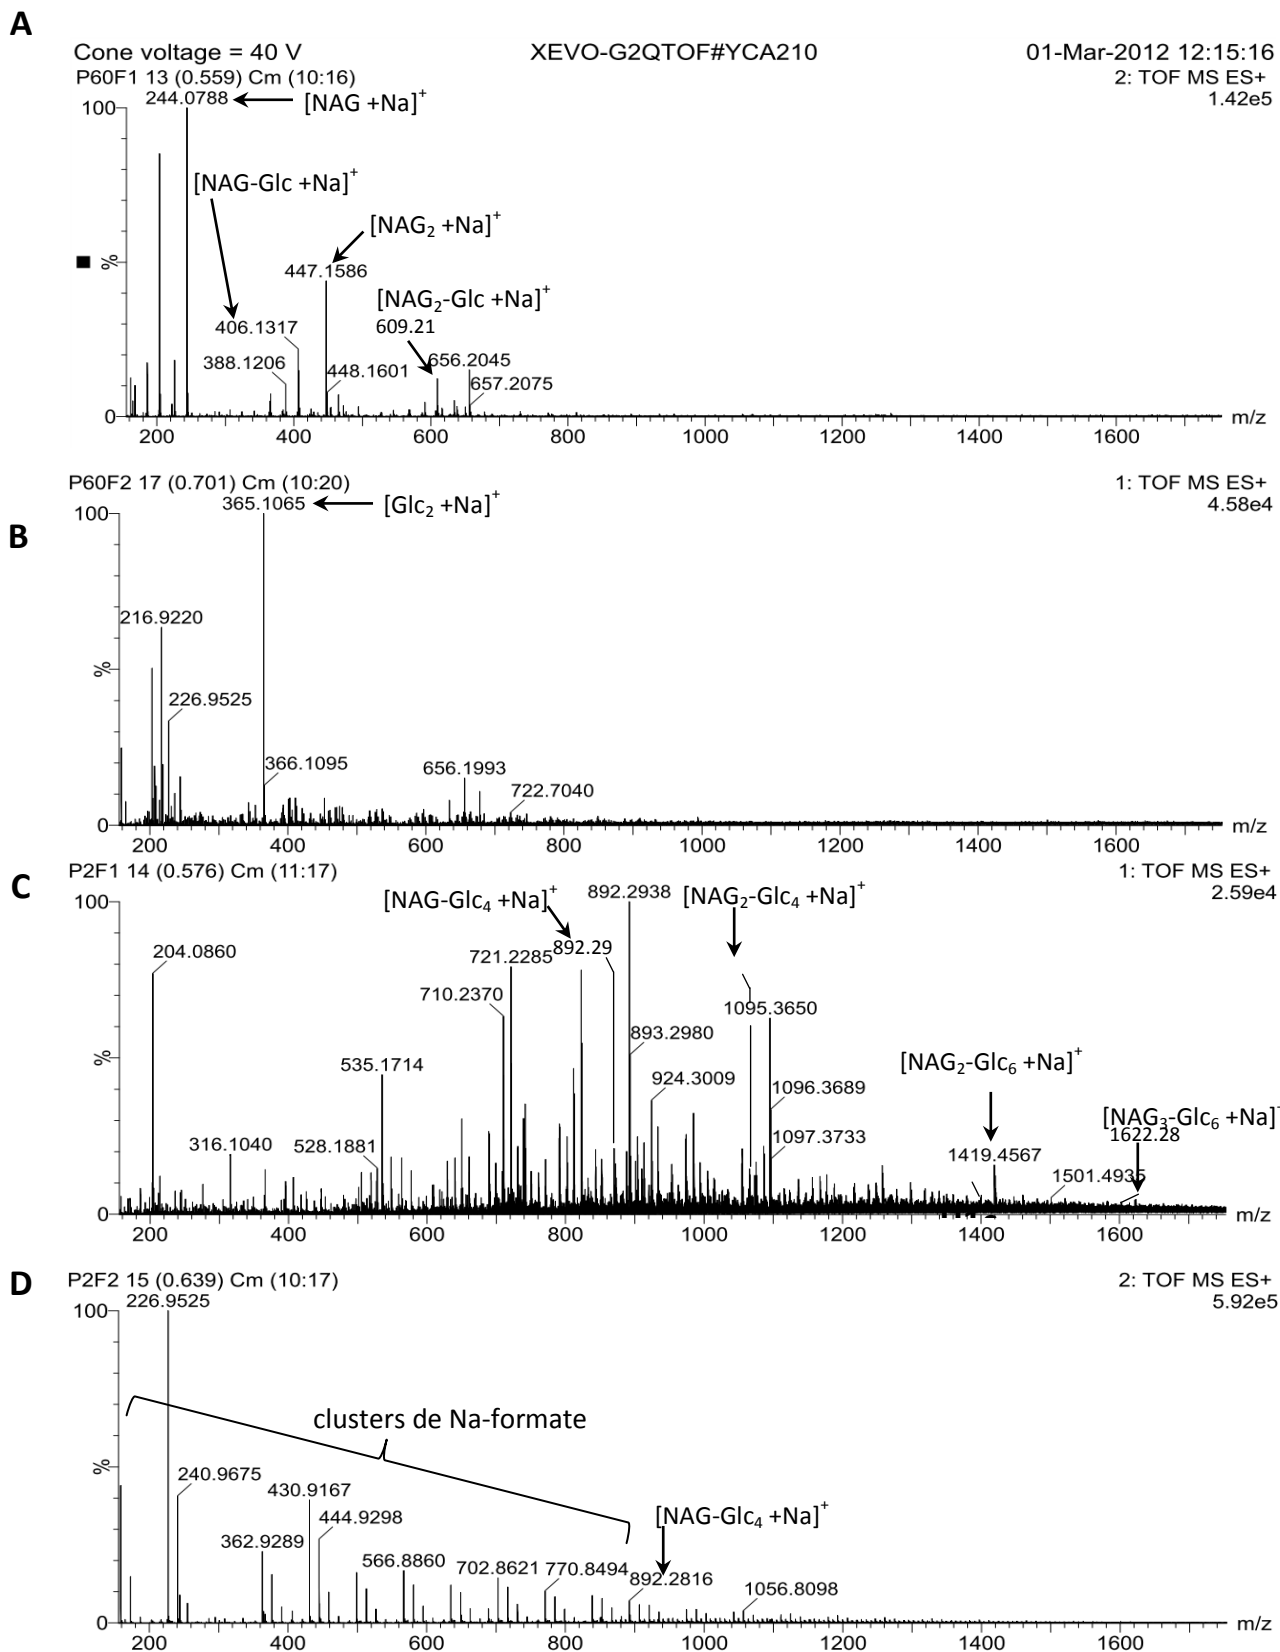 A
Cone voltage = 40 V XEVO-G2QTOF#YCA210 01-Mar-2012 12:15:16
P60F1 13 (0.559) Cm (10:16) 2: TOF MS ES+
1.42e5
244.0788 [NAG +Na]⁺
100
[NAG-Glc +Na]⁺
[NAG₂ +Na]⁺
%
447.1586
[NAG₂-Glc +Na]⁺
406.1317 609.21
388.1206 448.1601 656.2045
657.2075
0
m/z
200 400 600 800 1000 1200 1400 1600
B
P60F2 17 (0.701) Cm (10:20) 1: TOF MS ES+
4.58e4
365.1065 [Glc₂ +Na]⁺
100
216.9220
%
226.9525
366.1095 656.1993
722.7040
0
m/z
200 400 600 800 1000 1200 1400 1600
C
P2F1 14 (0.576) Cm (11:17) 1: TOF MS ES+
2.59e4
[NAG-Glc₄ +Na]⁺ 892.2938 [NAG₂-Glc₄ +Na]⁺
100
204.0860 721.2285 892.29
710.2370 1095.3650
893.2980
%
535.1714 [NAG₂-Glc₆ +Na]⁺
924.3009 1096.3689
[NAG₃-Glc₆ +Na]⁺
316.1040 528.1881 1097.3733 1622.28
1419.4567
1501.4935
0
m/z
200 400 600 800 1000 1200 1400 1600
D
P2F2 15 (0.639) Cm (10:17) 2: TOF MS ES+
5.92e5
226.9525
100
clusters de Na-formate
%
240.9675 430.9167
444.9298 [NAG-Glc₄ +Na]⁺
362.9289 566.8860 702.8621 770.8494 892.2816
1056.8098
0
m/z
200 400 600 800 1000 1200 1400 1600